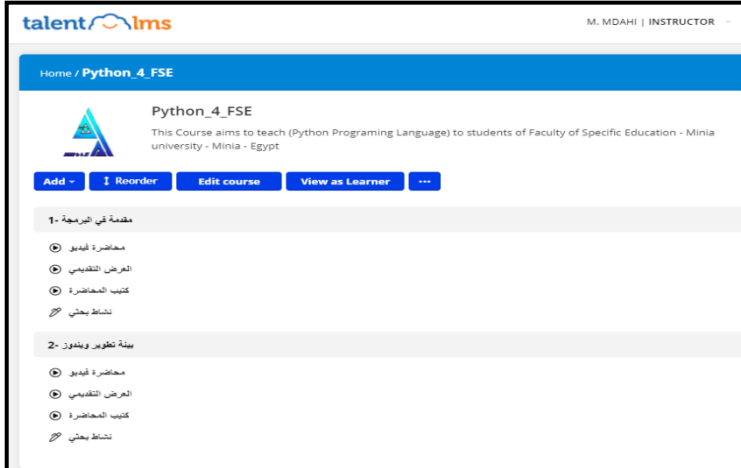 talentlms
M. MDAHI | INSTRUCTOR
Home / Python_4_FSE
Python_4_FSE
This Course aims to teach (Python Programing Language) to students of Faculty of Specific Education - Minia
university - Minia - Egypt
Add Reorder Edit course View as Learner ...
1- مقدمة في البرمجة
محاضرة فيديو
العرض التقديمي
كتيب المحاضرة
نشاط بحثي
2- بيئة تطوير ويندوز
محاضرة فيديو
العرض التقديمي
كتيب المحاضرة
نشاط بحثي